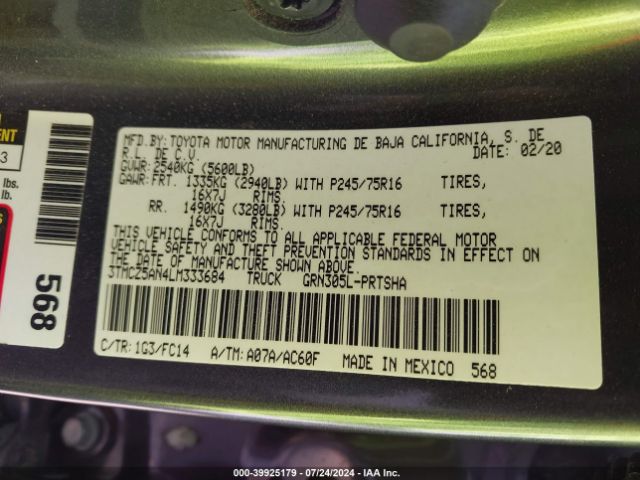 ENT
3
lbs.
lbs.
568
MFD.BY: TOYOTA MOTOR MANUFACTURING DE BAJA CALIFORNIA, S. DE
R.L. DE C.V. DATE: 02/20
GVWR: 2540KG (5600LB)
GAWR: FRT. 1335KG (2940LB) WITH P245/75R16 TIRES,
16X7J RIMS.
RR. 1490KG (3280LB) WITH P245/75R16 TIRES,
16X7J RIMS.
THIS VEHICLE CONFORMS TO ALL APPLICABLE FEDERAL MOTOR
VEHICLE SAFETY AND THEFT PREVENTION STANDARDS IN EFFECT ON
THE DATE OF MANUFACTURE SHOWN ABOVE.
3TMCZ5AN4LM333684 TRUCK GRN305L-PRTSHA
C/TR: 1G3/FC14 A/TM: A07A/AC60F MADE IN MEXICO 568
000-39925179 - 07/24/2024 - IAA Inc.